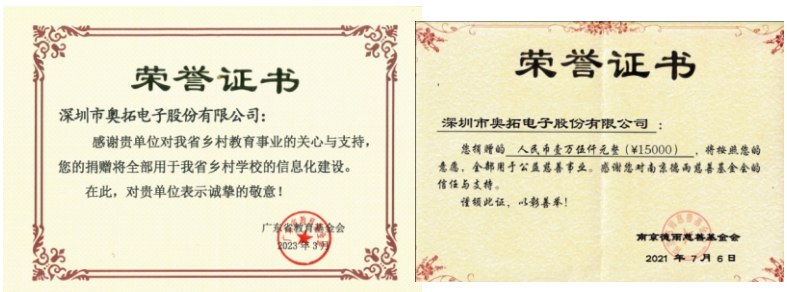 荣誉证书
深圳市奥拓电子股份有限公司：
感谢贵单位对我省乡村教育事业的关心与支持，
您的捐赠将全部用于我省乡村学校的信息化建设。
在此，对贵单位表示诚挚的敬意！
广东省教育基金会
2023年3月
荣誉证书
深圳市奥拓电子股份有限公司：
您捐赠的 人民币壹万伍仟元整（¥15000），将按照您的
意愿，全部用于公益慈善事业。感谢您对南京德雨慈善基金会的
信任与支持。
谨颁此证，以彰善举！
南京德雨慈善基金会
2021 年 7 月 6 日